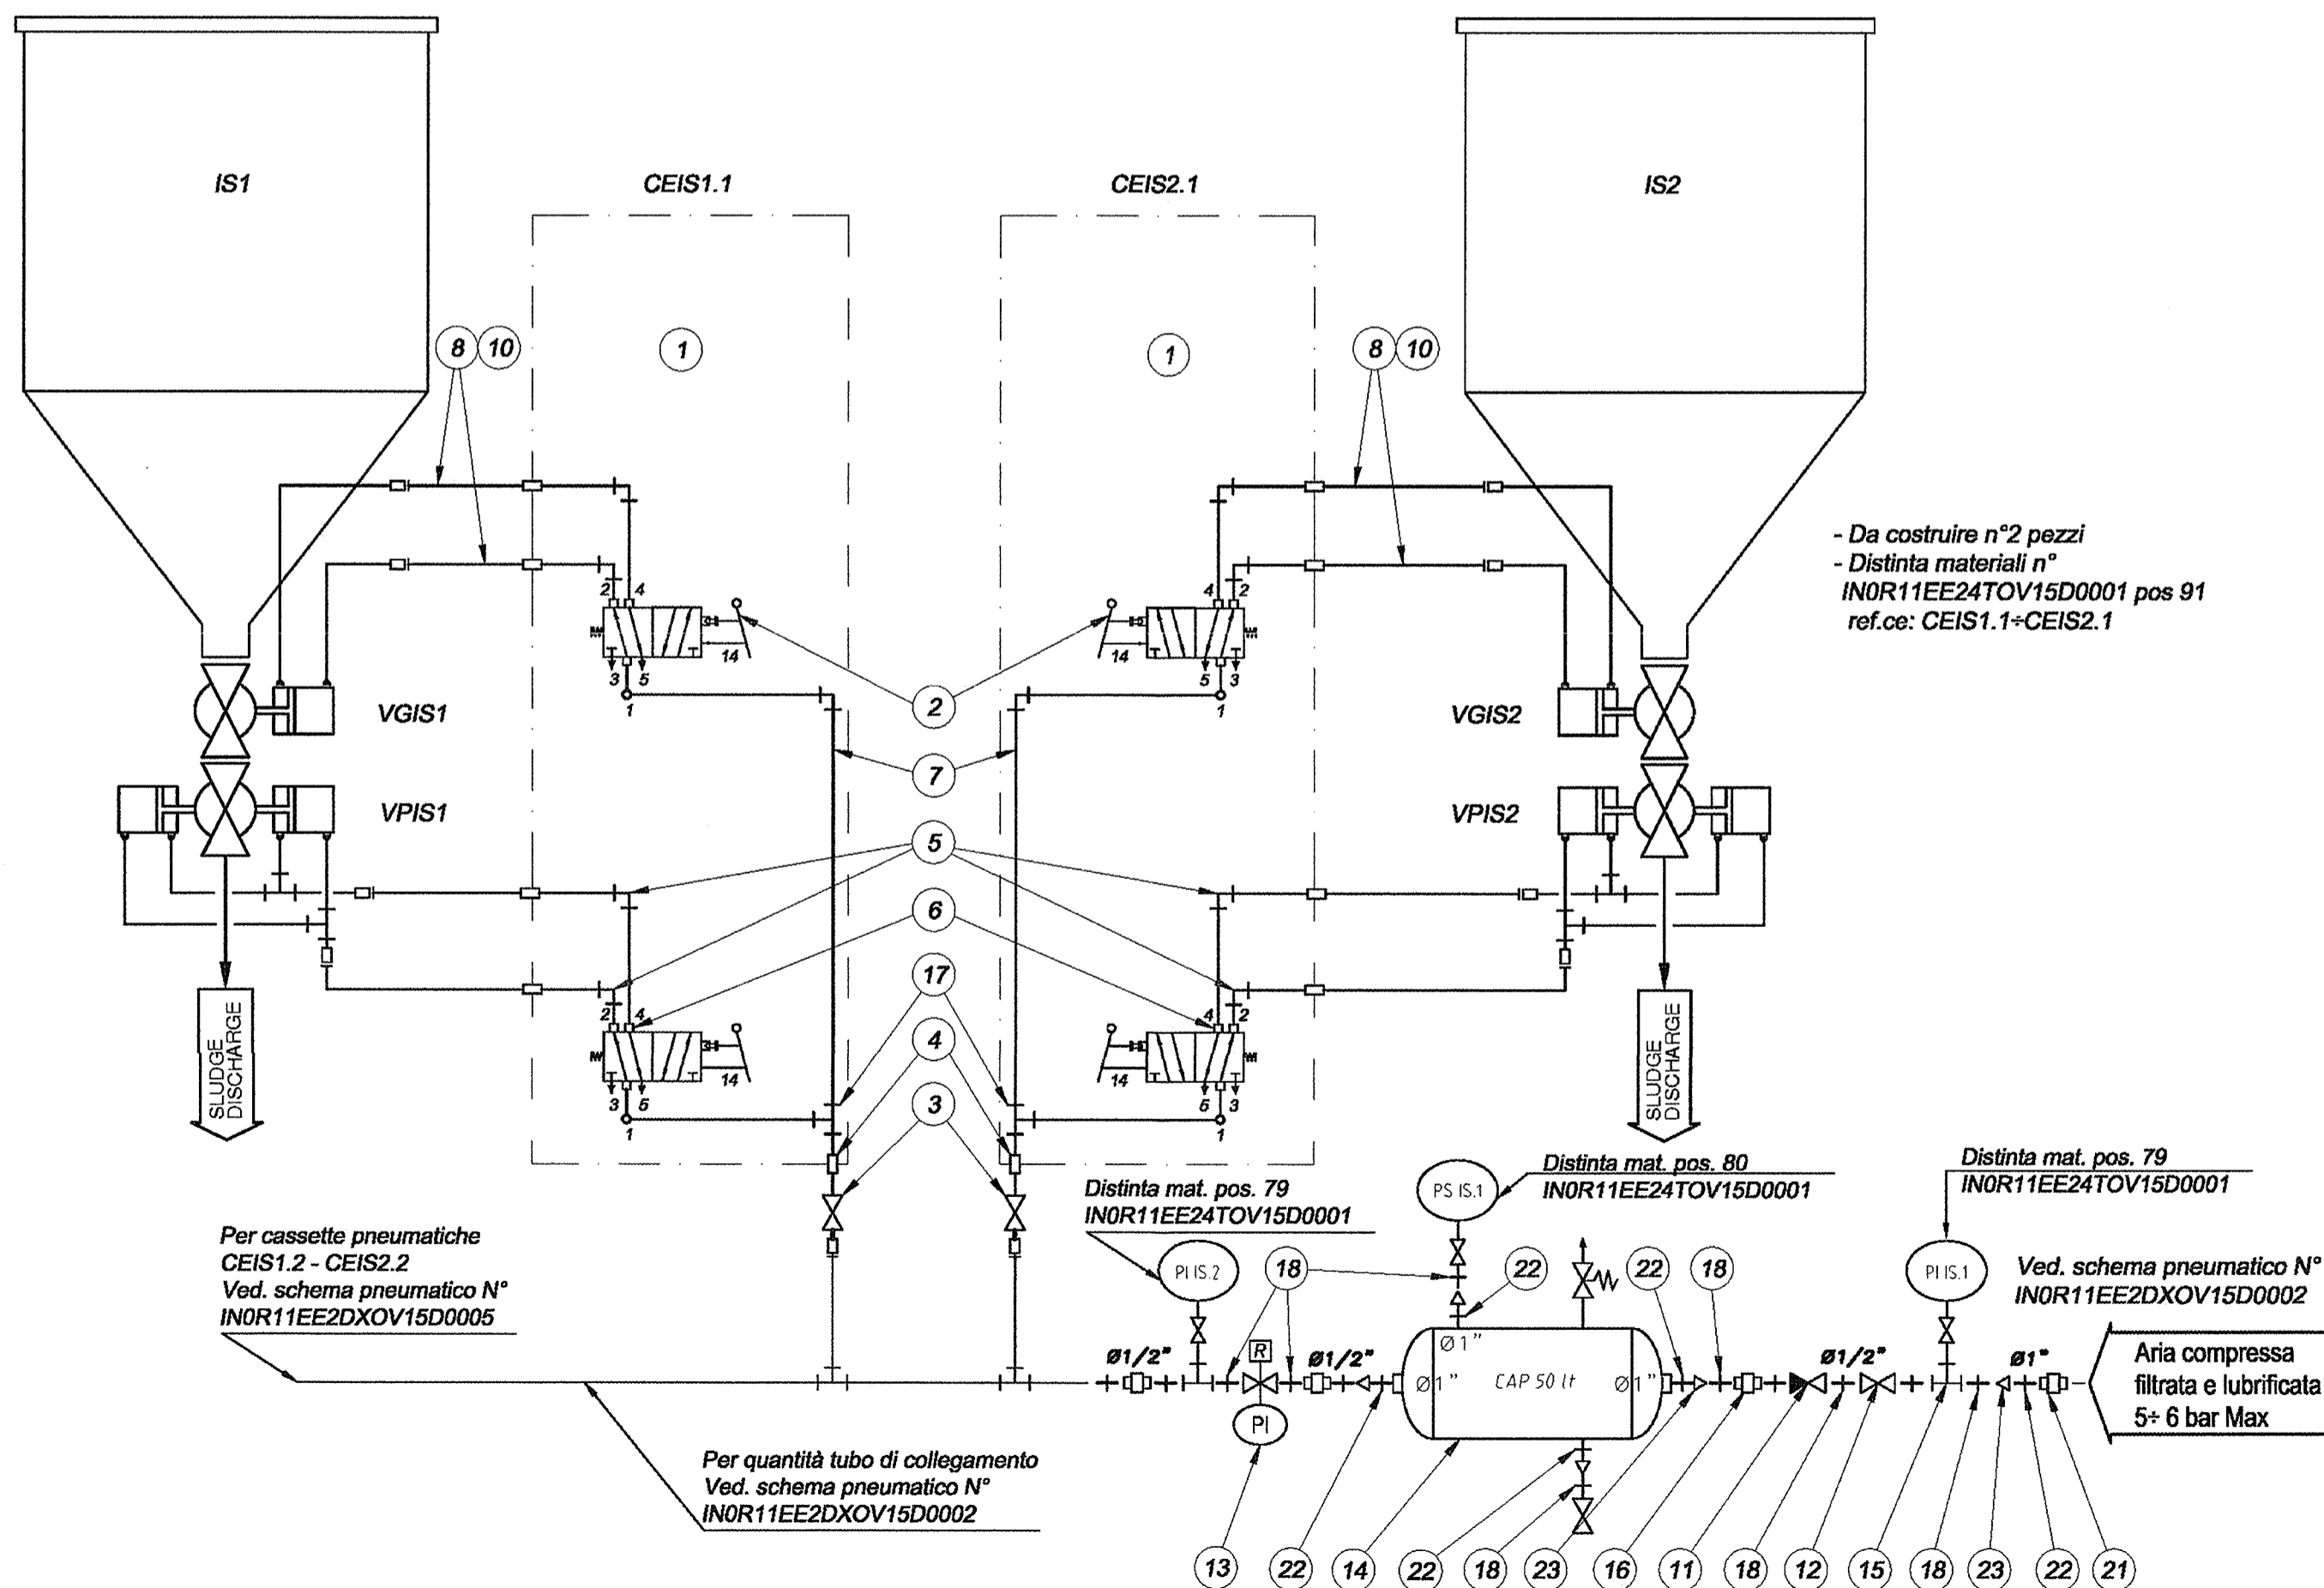 IS1
CEIS1.1
CEIS2.1
IS2
8
10
1
1
8
10
- Da costruire n°2 pezzi
- Distinta materiali n°
IN0R11EE24TOV15D0001 pos 91
ref.ce: CEIS1.1÷CEIS2.1
2
4
14
3
5
1
4
2
14
5
3
1
2
VGIS1
VGIS2
7
VPIS1
VPIS2
5
6
17
4
3
2
4
14
3
5
1
4
2
14
5
3
1
SLUDGE
DISCHARGE
SLUDGE
DISCHARGE
Distinta mat. pos. 79
IN0R11EE24TOV15D0001
Distinta mat. pos. 80
IN0R11EE24TOV15D0001
Distinta mat. pos. 79
IN0R11EE24TOV15D0001
PS IS.1
Per cassette pneumatiche
CEIS1.2 - CEIS2.2
Ved. schema pneumatico N°
IN0R11EE2DXOV15D0005
PI IS.2
18
22
22
18
PI IS.1
Ved. schema pneumatico N°
IN0R11EE2DXOV15D0002
Ø1/2"
R
Ø1/2"
Ø1"
Ø1"
CAP 50 lt
Ø1"
Ø1/2"
Ø1"
Aria compressa
filtrata e lubrificata
5÷ 6 bar Max
PI
Per quantità tubo di collegamento
Ved. schema pneumatico N°
IN0R11EE2DXOV15D0002
13
22
14
22
18
23
16
11
18
12
15
18
23
22
21